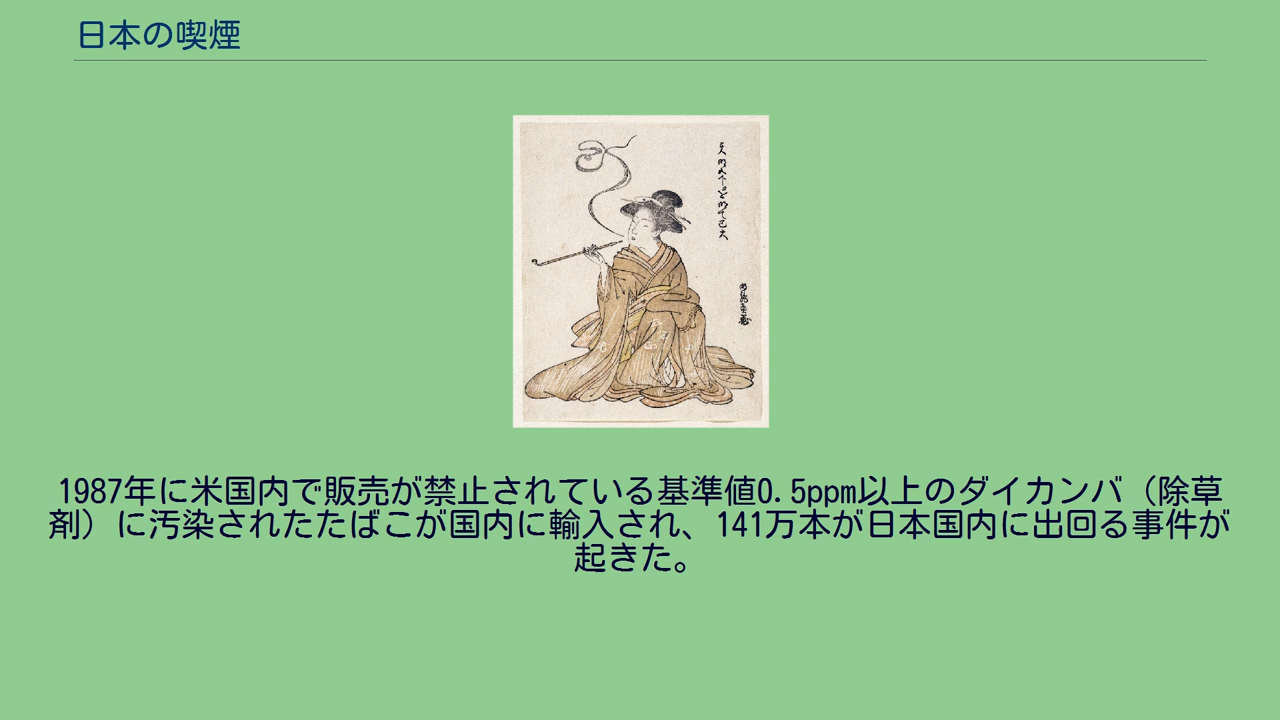 日本の喫煙
1987年に米国内で販売が禁止されている基準値0.5ppm以上のダイカンバ（除草
剤）に汚染されたたばこが国内に輸入され、141万本が日本国内に出回る事件が
起きた。